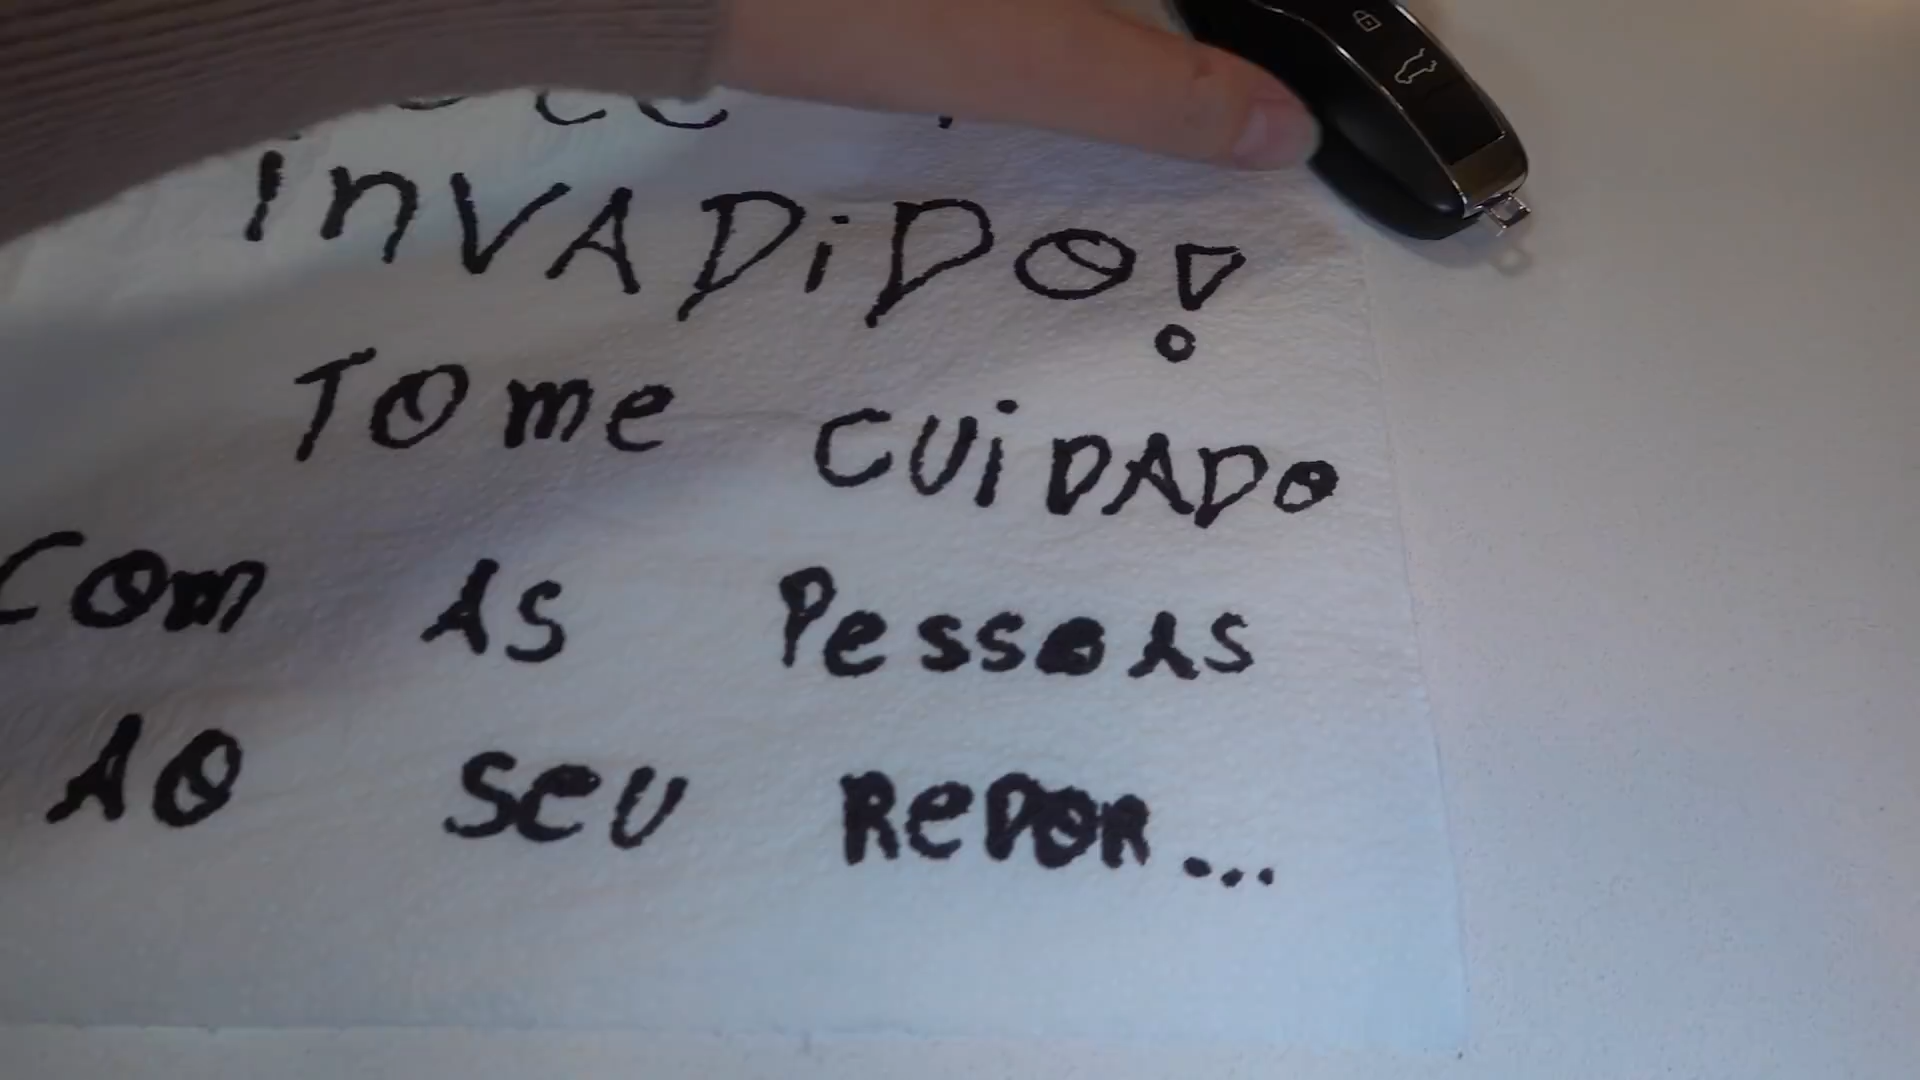 InVADiDO!
TOme CUiDADO
Com AS PessoAS
AO SeU ReDOR...